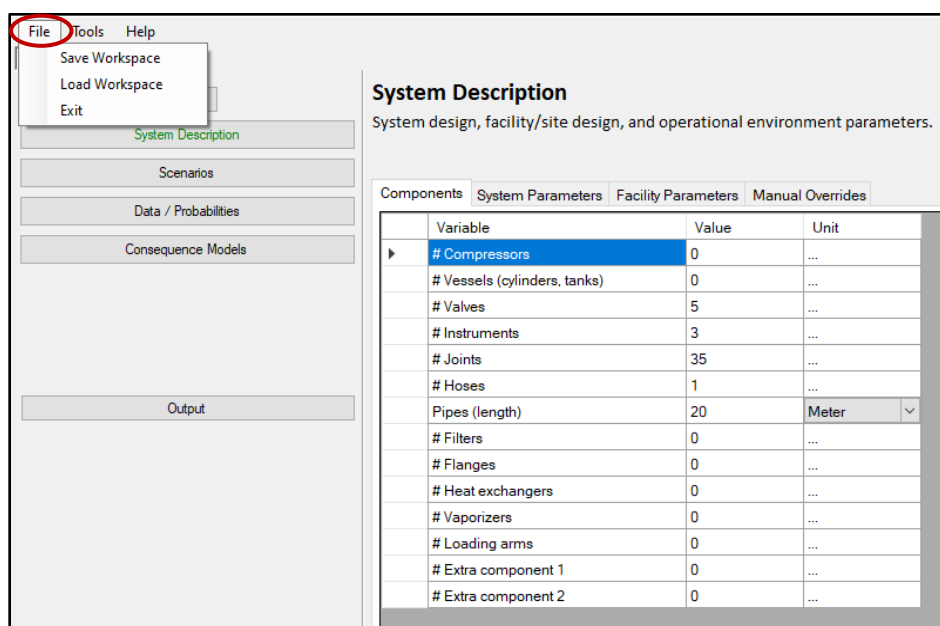 File Tools Help
Save Workspace
Load Workspace
Exit
System Description
Scenarios
Data / Probabilities
Consequence Models
Output
System Description
System design, facility/site design, and operational environment parameters.
Components System Parameters Facility Parameters Manual Overrides
Variable Value Unit
# Compressors 0 ...
# Vessels (cylinders, tanks) 0 ...
# Valves 5 ...
# Instruments 3 ...
# Joints 35 ...
# Hoses 1 ...
Pipes (length) 20 Meter
# Filters 0 ...
# Flanges 0 ...
# Heat exchangers 0 ...
# Vaporizers 0 ...
# Loading arms 0 ...
# Extra component 1 0 ...
# Extra component 2 0 ...